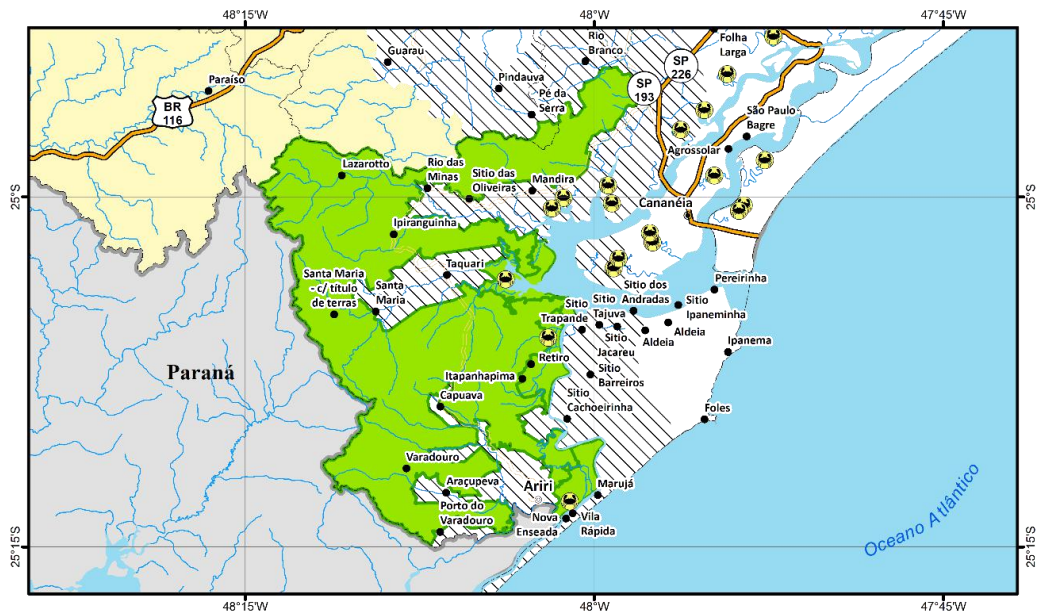 48°15'W
48°0'W
47°45'W
Guarau
Rio
Branco
Folha
Larga
SP
226
SP
193
Paraíso
Pindauva
Pé da
Serra
BR
116
São Paulo
Bagre
Agrossolar
Lazarotto
Rio das
Minas
Sitio das
Oliveiras
Mandira
25°S
25°S
Cananéia
Ipiranguinha
Taquari
Santa Maria
- c/ título
de terras
Santa
Maria
Pereirinha
Sitio dos
Andradas
Sitio
Ipaneminha
Sitio
Trapande
Sitio
Tajuva
Sitio
Jacareu
Aldeia
Aldeia
Ipanema
Retiro
Paraná
Itapanhapima
Sitio
Barreiros
Capuava
Sitio
Cachoeirinha
Foles
Varadouro
Araçupeva
Ariri
Marujá
Porto do
Varadouro
Nova
Enseada
Vila
Rápida
Oceano Atlântico
25°15'S
25°15'S
48°15'W
48°0'W
47°45'W